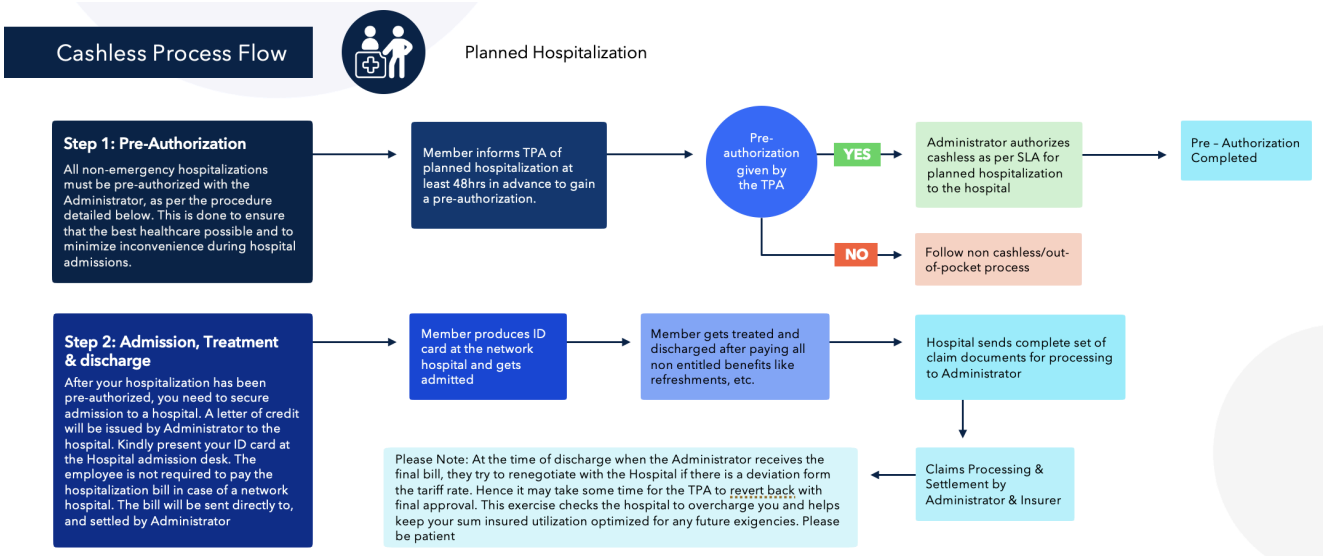 Cashless Process Flow
Planned Hospitalization
Step 1: Pre-Authorization
All non-emergency hospitalizations
must be pre-authorized with the
Administrator, as per the procedure
detailed below. This is done to ensure
that the best healthcare possible and to
minimize inconvenience during hospital
admissions.
Member informs TPA of
planned hospitalization at
least 48hrs in advance to gain
a pre-authorization.
Pre-
authorization
given by
the TPA
YES
Administrator authorizes
cashless as per SLA for
planned hospitalization
to the hospital
Pre – Authorization
Completed
NO
Follow non cashless/out-
of-pocket process
Step 2: Admission, Treatment
& discharge
After your hospitalization has been
pre-authorized, you need to secure
admission to a hospital. A letter of credit
will be issued by Administrator to the
hospital. Kindly present your ID card at
the Hospital admission desk. The
employee is not required to pay the
hospitalization bill in case of a network
hospital. The bill will be sent directly to,
and settled by Administrator
Member produces ID
card at the network
hospital and gets
admitted
Member gets treated and
discharged after paying all
non entitled benefits like
refreshments, etc.
Hospital sends complete set of
claim documents for processing
to Administrator
Claims Processing &
Settlement by
Administrator & Insurer
Please Note: At the time of discharge when the Administrator receives the
final bill, they try to renegotiate with the Hospital if there is a deviation form
the tariff rate. Hence it may take some time for the TPA to revert back with
final approval. This exercise checks the hospital to overcharge you and helps
keep your sum insured utilization optimized for any future exigencies. Please
be patient